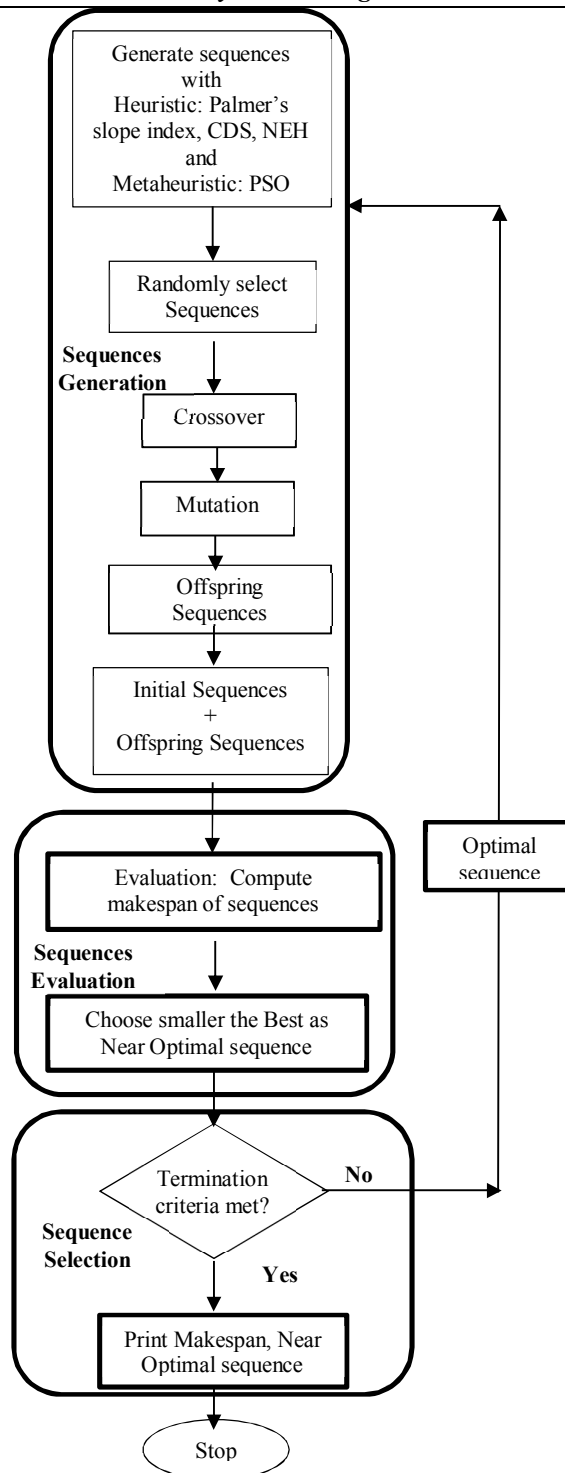 Generate sequences
with
Heuristic: Palmer's
slope index, CDS, NEH
and
Metaheuristic: PSO
Randomly select
Sequences
Sequences
Generation
Crossover
Mutation
Offspring
Sequences
Initial Sequences
+
Offspring Sequences
Optimal
sequence
Evaluation: Compute
makespan of sequences
Sequences
Evaluation
Choose smaller the Best as
Near Optimal sequence
Termination
criteria met?
No
Sequence
Selection
Yes
Print Makespan, Near
Optimal sequence
Stop